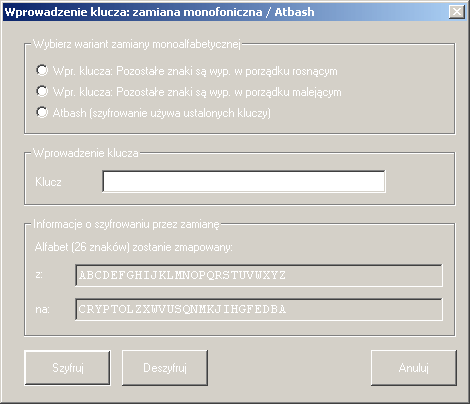 Wprowadzenie klucza: zamiana monofoniczna / Atbash
Wybierz wariant zamiany monoalfabetycznej
Wpr. klucza: Pozostałe znaki są wyp. w porządku rosnącym
Wpr. klucza: Pozostałe znaki są wyp. w porządku malejącym
Atbash (szyfrowanie używa ustalonych kluczy)
Wprowadzenie klucza
Klucz
Informacje o szyfrowaniu przez zamianę
Alfabet (26 znaków) zostanie zmapowany:
z: ABCDEFGHIJKLMNOPQRSTUVWXYZ
na: CRYPTOLZXWVUSQNMKJIHGFEDBA
Szyfruj Deszyfruj Anuluj